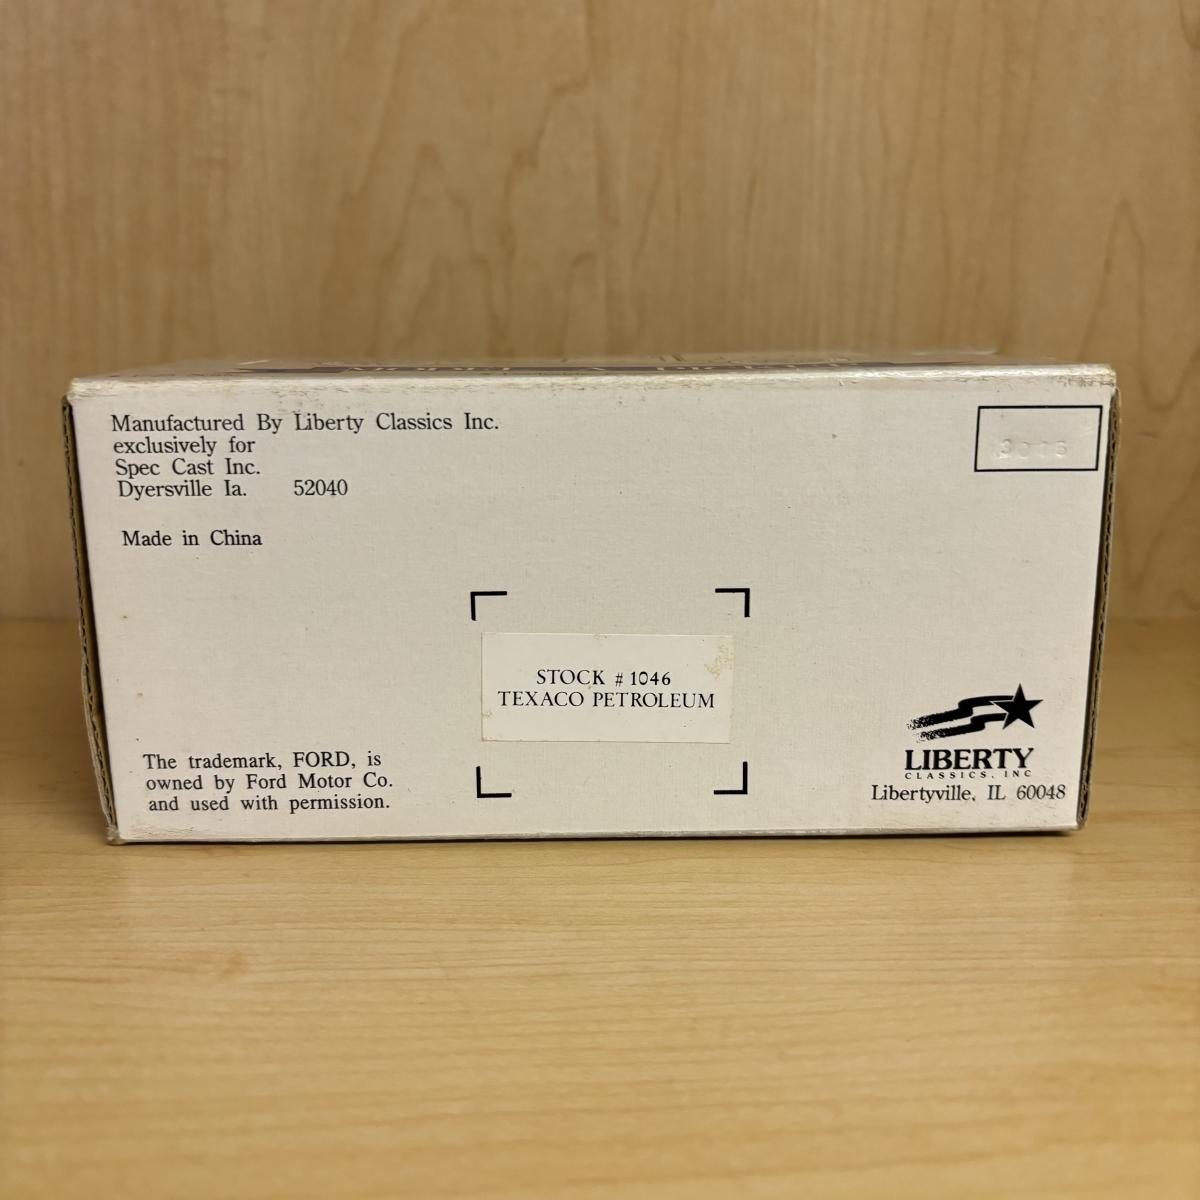 Manufactured By Liberty Classics Inc.
exclusively for
Spec Cast Inc.
Dyersville Ia. 52040
Made in China
STOCK # 1046
TEXACO PETROLEUM
The trademark, FORD, is
owned by Ford Motor Co.
and used with permission.
LIBERTY
CLASSICS, INC
Libertyville, IL 60048